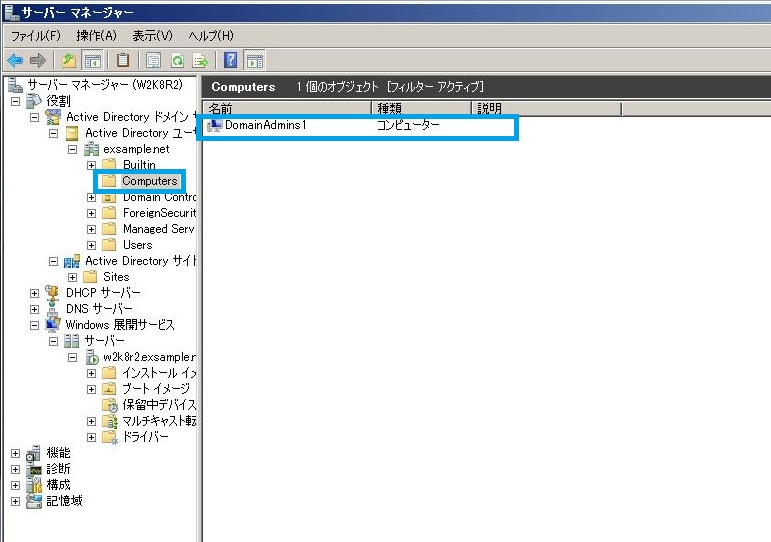 サーバー マネージャー
ファイル(F) 操作(A) 表示(V) ヘルプ(H)
サーバー マネージャー (W2K8R2)
役割
Active Directory ドメイン サ
Active Directory ユーザ
exsample.net
Builtin
Computers
Domain Contro
ForeignSecurit
Managed Serv
Users
Active Directory サイト
Sites
DHCP サーバー
DNS サーバー
Windows 展開サービス
サーバー
w2k8r2.exsample.n
インストール イメ
ブート イメージ
保留中デバイス
マルチキャスト転
ドライバー
機能
診断
構成
記憶域
Computers 1 個のオブジェクト [フィルター アクティブ]
名前 種類 説明
DomainAdmins1 コンピューター